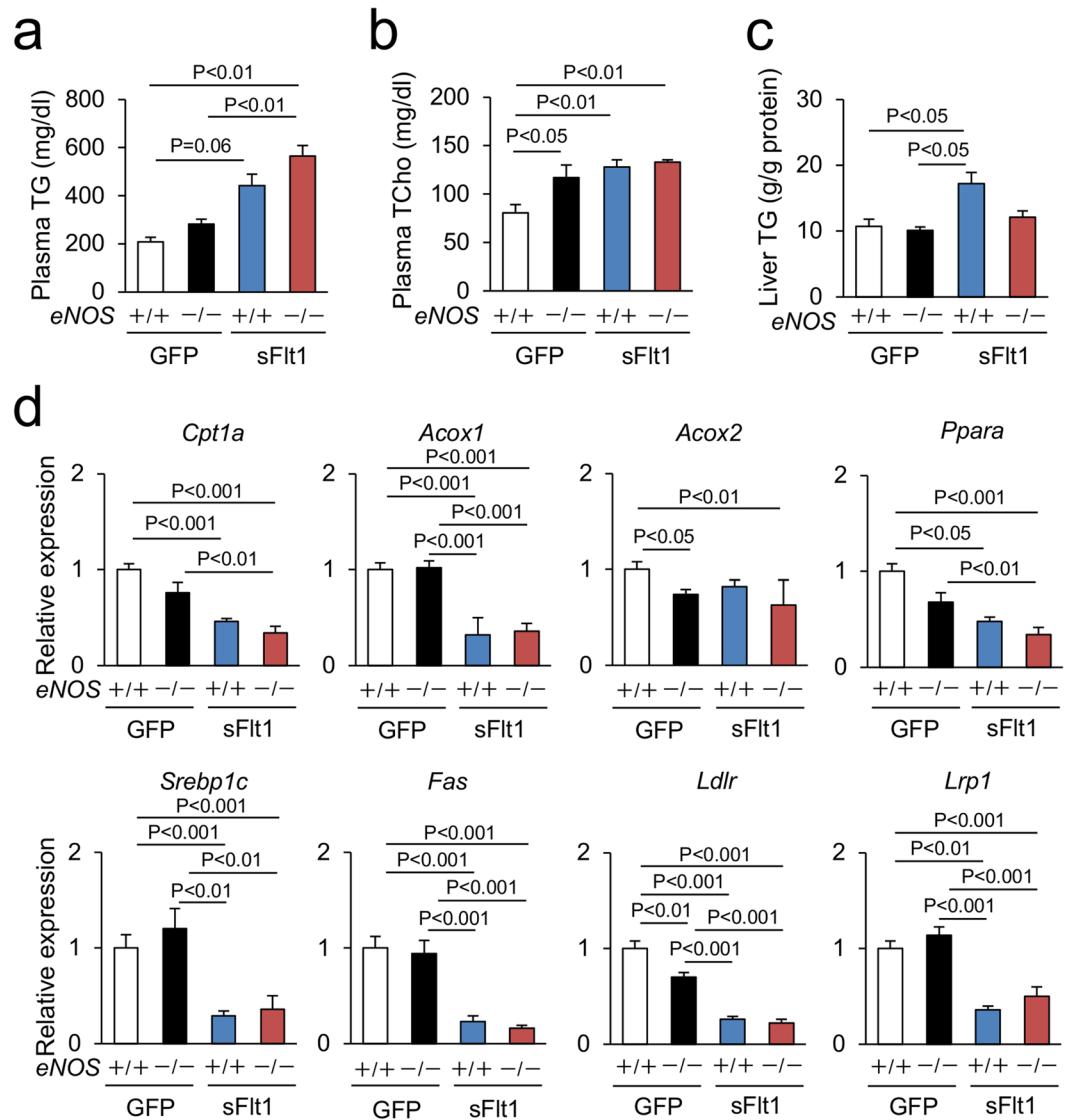 a
P<0.01
P<0.01
P=0.06
Plasma TG (mg/dl)
800
600
400
200
0
eNOS +/+ −/− +/+ −/−
GFP sFlt1
b
P<0.01
P<0.01
P<0.05
Plasma TCho (mg/dl)
200
150
100
50
0
eNOS +/+ −/− +/+ −/−
GFP sFlt1
c
P<0.05
P<0.05
Liver TG (g/g protein)
30
20
10
0
eNOS +/+ −/− +/+ −/−
GFP sFlt1
d
Cpt1a
P<0.001
P<0.001
P<0.01
Relative expression
2
1
0
eNOS +/+ −/− +/+ −/−
GFP sFlt1
Acox1
P<0.001
P<0.001
P<0.001
P<0.001
2
1
0
+/+ −/− +/+ −/−
GFP sFlt1
Acox2
P<0.01
P<0.05
2
1
0
+/+ −/− +/+ −/−
GFP sFlt1
Ppara
P<0.001
P<0.05
P<0.01
2
1
0
+/+ −/− +/+ −/−
GFP sFlt1
Srebp1c
P<0.001
P<0.001
P<0.01
P<0.01
Relative expression
2
1
0
eNOS +/+ −/− +/+ −/−
GFP sFlt1
Fas
P<0.001
P<0.001
P<0.001
P<0.001
2
1
0
+/+ −/− +/+ −/−
GFP sFlt1
Ldlr
P<0.001
P<0.001
P<0.01 P<0.001
P<0.001
2
1
0
+/+ −/− +/+ −/−
GFP sFlt1
Lrp1
P<0.001
P<0.01
P<0.001
P<0.001
2
1
0
+/+ −/− +/+ −/−
GFP sFlt1